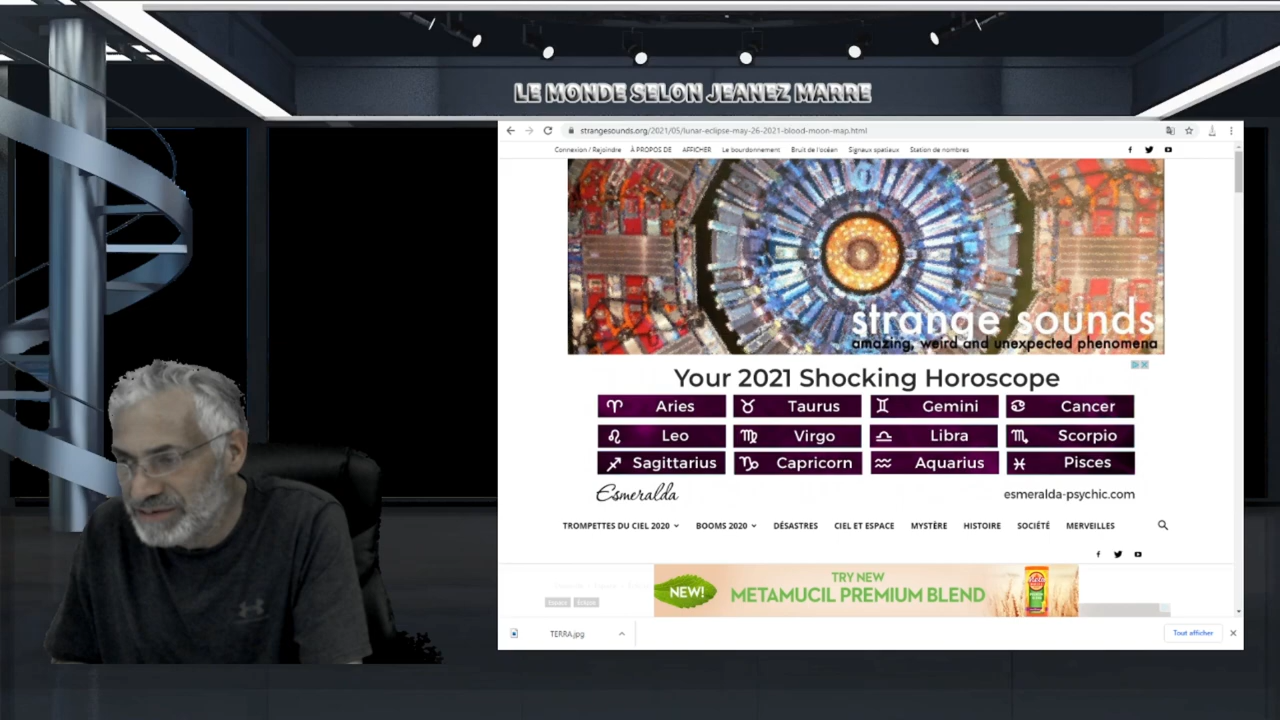 LE MONDE SELON JEANEZ MARRE
strangesounds.org/2021/05/lunar-eclipse-may-26-2021-blood-moon-map.html
Connexion / Rejoindre À PROPOS DE AFFICHER Le bourdonnement Bruit de l'océan Signaux spatiaux Station de nombres
strange sounds
amazing, weird and unexpected phenomena
Your 2021 Shocking Horoscope
Aries Taurus Gemini Cancer
Leo Virgo Libra Scorpio
Sagittarius Capricorn Aquarius Pisces
Esmeralda esmeralda-psychic.com
TROMPETTES DU CIEL 2020 BOOMS 2020 DÉSASTRES CIEL ET ESPACE MYSTÈRE HISTOIRE SOCIÉTÉ MERVEILLES
NEW! TRY NEW
METAMUCIL PREMIUM BLEND
TERRA.jpg Tout afficher